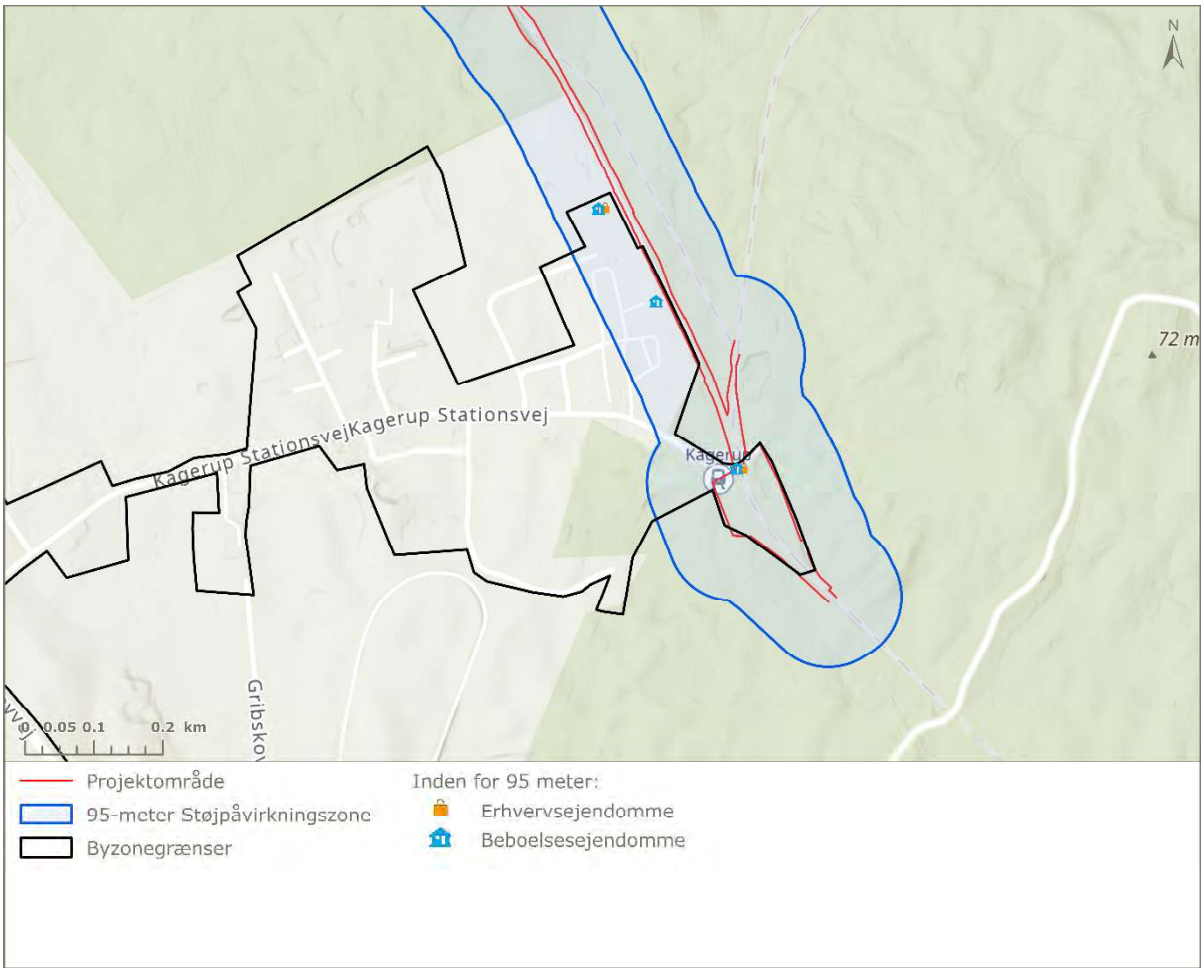 N
72 m
Kagerup StationsvejKagerup Stationsvej
Kagerup
Gribskov
0 0.05 0.1 0.2 km
Projektområde
95-meter Støjpåvirkningszone
Byzonegrænser
Inden for 95 meter:
Erhvervsejendomme
Beboelsesejendomme